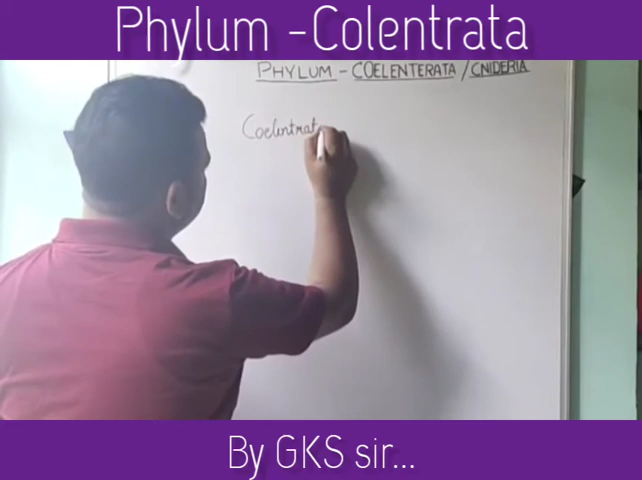 Phylum -Colentrata
PHYLUM - COELENTERATA / CNIDERIA
Coelentrat
By GKS sir...